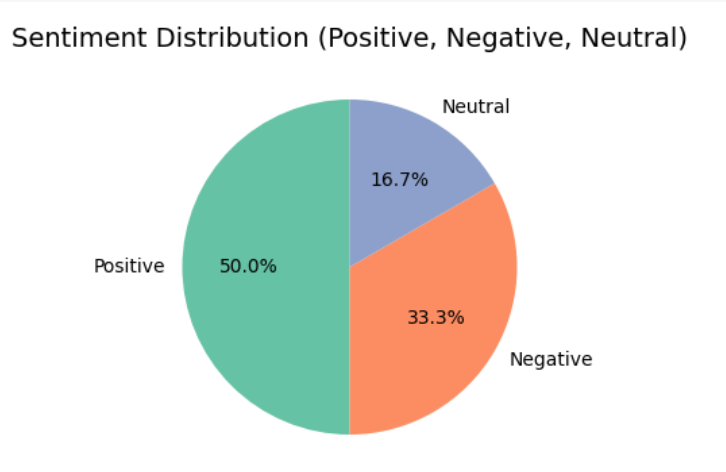 Sentiment Distribution (Positive, Negative, Neutral)
Neutral
16.7%
Positive
50.0%
33.3%
Negative